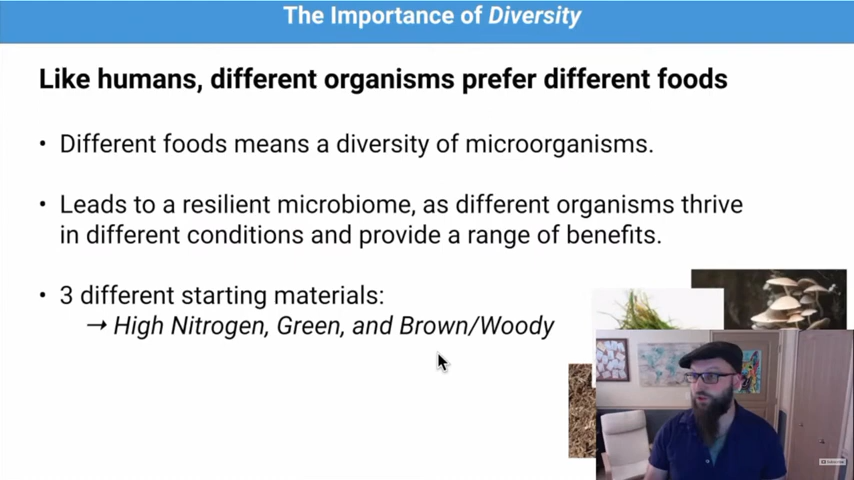 The Importance of Diversity
Like humans, different organisms prefer different foods
• Different foods means a diversity of microorganisms.
• Leads to a resilient microbiome, as different organisms thrive
in different conditions and provide a range of benefits.
• 3 different starting materials:
→ High Nitrogen, Green, and Brown/Woody